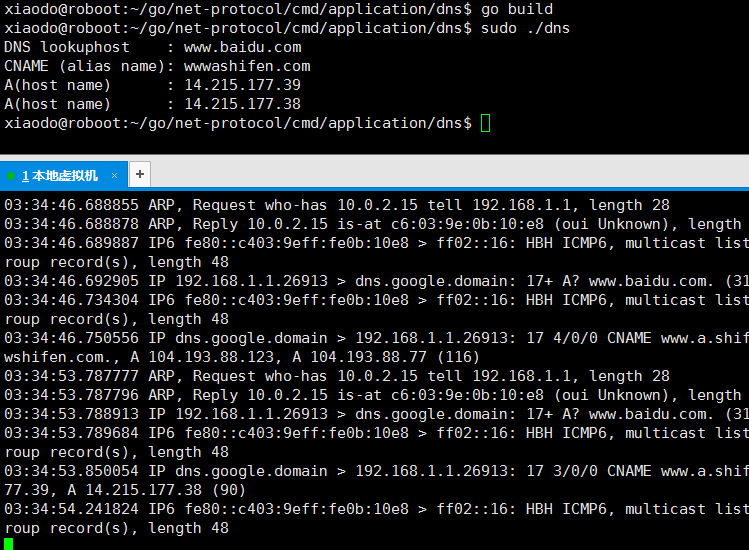 xiaodo@roboot:~/go/net-protocol/cmd/application/dns$ go build
xiaodo@roboot:~/go/net-protocol/cmd/application/dns$ sudo ./dns
DNS lookuphost    : www.baidu.com
CNAME (alias name): wwwashifen.com
A(host name)      : 14.215.177.39
A(host name)      : 14.215.177.38
xiaodo@roboot:~/go/net-protocol/cmd/application/dns$
1 本地虚拟机 × +
03:34:46.688855 ARP, Request who-has 10.0.2.15 tell 192.168.1.1, length 28
03:34:46.688878 ARP, Reply 10.0.2.15 is-at c6:03:9e:0b:10:e8 (oui Unknown), length
03:34:46.689887 IP6 fe80::c403:9eff:fe0b:10e8 > ff02::16: HBH ICMP6, multicast list
roup record(s), length 48
03:34:46.692905 IP 192.168.1.1.26913 > dns.google.domain: 17+ A? www.baidu.com. (31
03:34:46.734304 IP6 fe80::c403:9eff:fe0b:10e8 > ff02::16: HBH ICMP6, multicast list
roup record(s), length 48
03:34:46.750556 IP dns.google.domain > 192.168.1.1.26913: 17 4/0/0 CNAME www.a.shif
wshifen.com., A 104.193.88.123, A 104.193.88.77 (116)
03:34:53.787777 ARP, Request who-has 10.0.2.15 tell 192.168.1.1, length 28
03:34:53.787796 ARP, Reply 10.0.2.15 is-at c6:03:9e:0b:10:e8 (oui Unknown), length
03:34:53.788913 IP 192.168.1.1.26913 > dns.google.domain: 17+ A? www.baidu.com. (31
03:34:53.789684 IP6 fe80::c403:9eff:fe0b:10e8 > ff02::16: HBH ICMP6, multicast list
roup record(s), length 48
03:34:53.850054 IP dns.google.domain > 192.168.1.1.26913: 17 3/0/0 CNAME www.a.shif
77.39, A 14.215.177.38 (90)
03:34:54.241824 IP6 fe80::c403:9eff:fe0b:10e8 > ff02::16: HBH ICMP6, multicast list
roup record(s), length 48